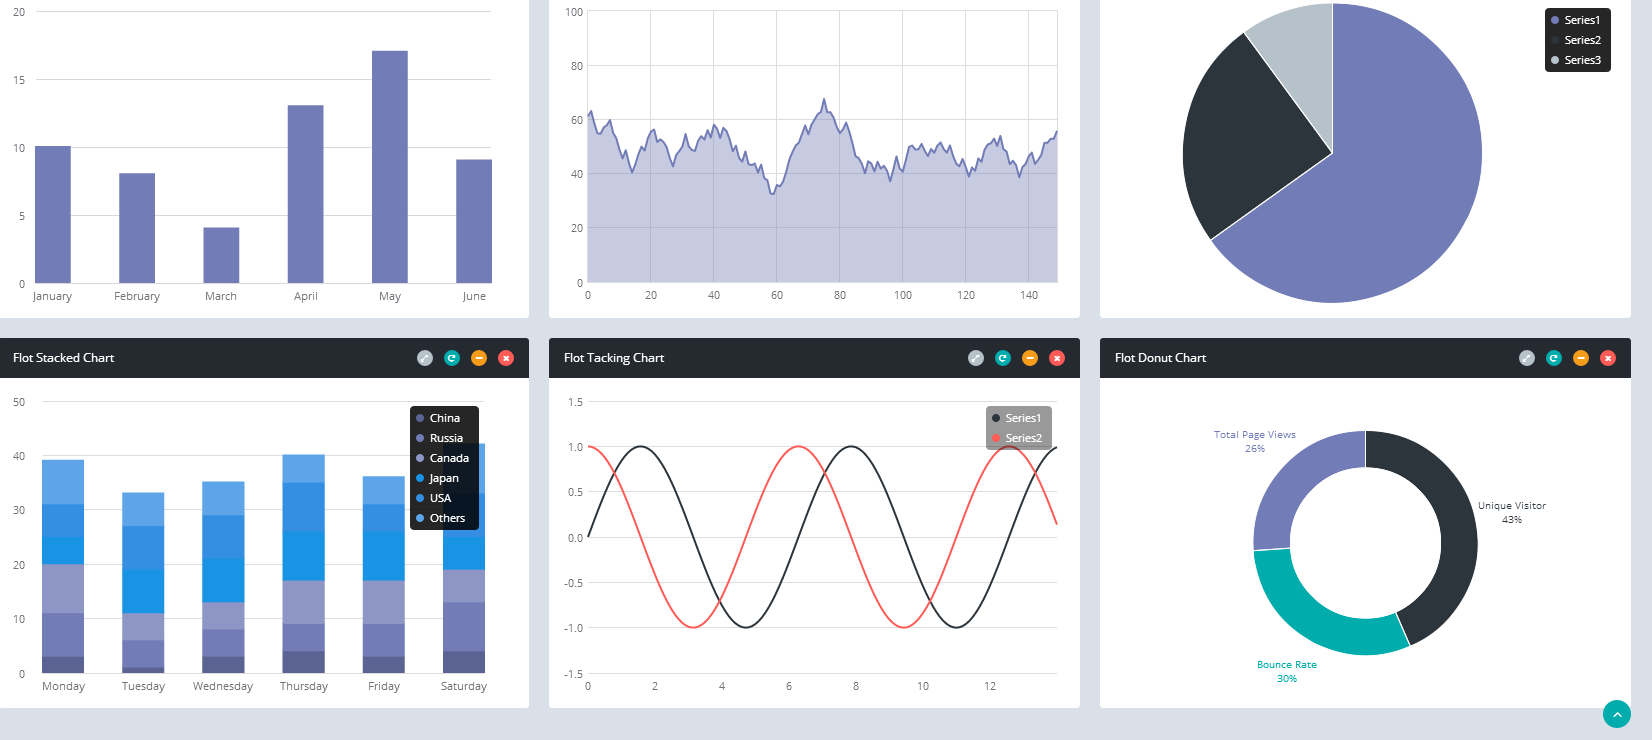 20
15
10
5
0
January February March April May June
100
80
60
40
20
0
0 20 40 60 80 100 120 140
Series1
Series2
Series3
Flot Stacked Chart
50
40
30
20
10
0
Monday Tuesday Wednesday Thursday Friday Saturday
China
Russia
Canada
Japan
USA
Others
Flot Tacking Chart
1.5
1.0
0.5
0.0
-0.5
-1.0
-1.5
0 2 4 6 8 10 12
Series1
Series2
Flot Donut Chart
Total Page Views
26%
Unique Visitor
43%
Bounce Rate
30%